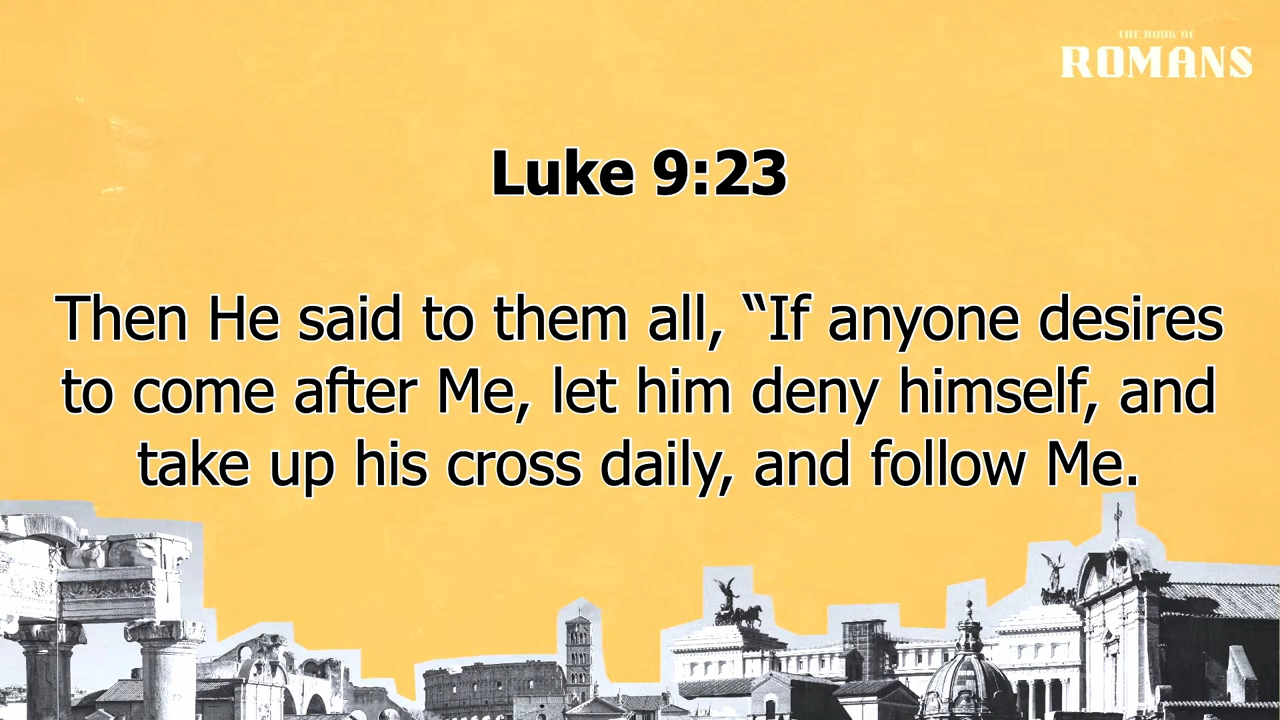 THE BOOK OF
ROMANS
Luke 9:23
Then He said to them all, “If anyone desires
to come after Me, let him deny himself, and
take up his cross daily, and follow Me.